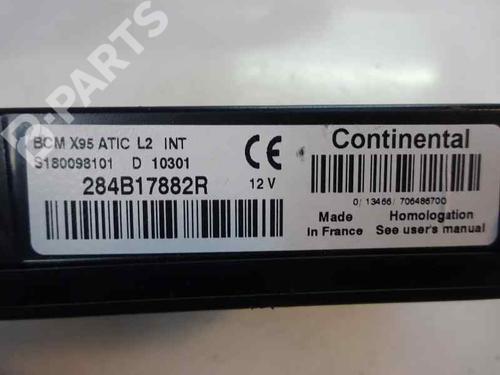 B-PARTS
BCM X95 ATIC L2 INT
S180098101 D 10301
284B17882R
CE
12 V
Continental
0/ 13466/ 706486700
Made in France
Homologation See user's manual